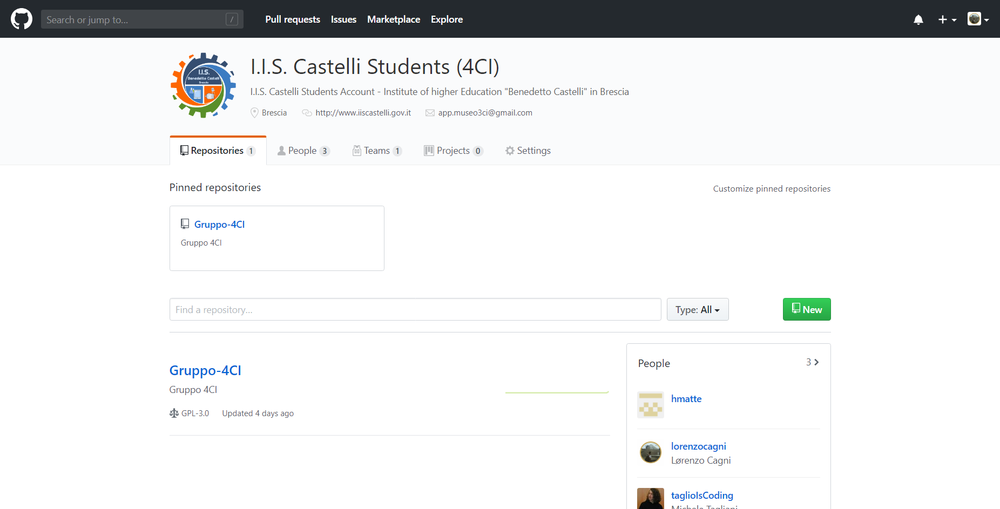 Search or jump to...
/
Pull requests Issues Marketplace Explore
I.I.S.
Benedetto Castelli
Brescia
I.I.S. Castelli Students (4CI)
I.I.S. Castelli Students Account - Institute of higher Education "Benedetto Castelli" in Brescia
Brescia http://www.iiscastelli.gov.it app.museo3ci@gmail.com
Repositories 1 People 3 Teams 1 Projects 0 Settings
Pinned repositories
Customize pinned repositories
Gruppo-4CI
Gruppo 4CI
Find a repository...
Type: All
New
Gruppo-4CI
Gruppo 4CI
GPL-3.0 Updated 4 days ago
People 3
hmatte
lorenzocagni
Lørenzo Cagni
taglioIsCoding
Michele Tagliani